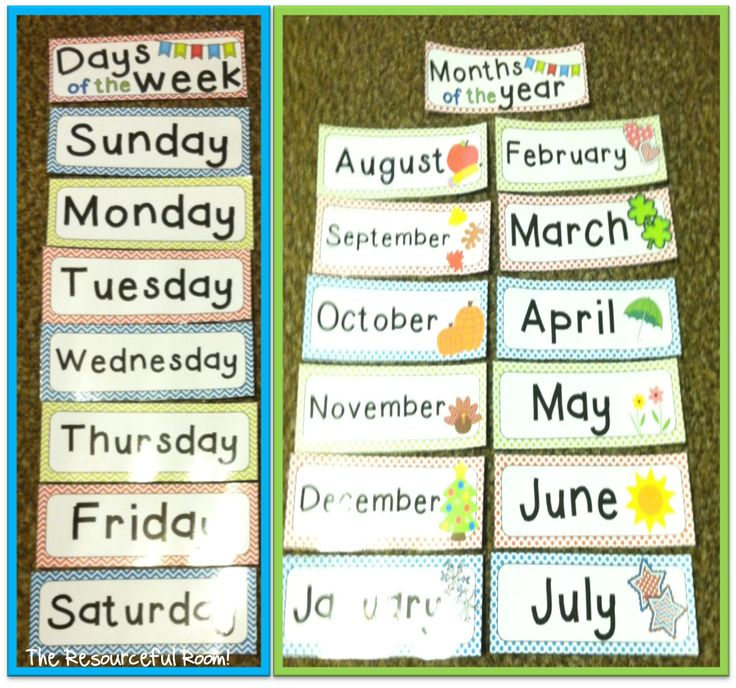 Days
of the week
Sunday
Monday
Tuesday
Wednesday
Thursday
Friday
Saturday
The Resourceful Room!
Months
of the year
August
September
October
November
December
January
February
March
April
May
June
July